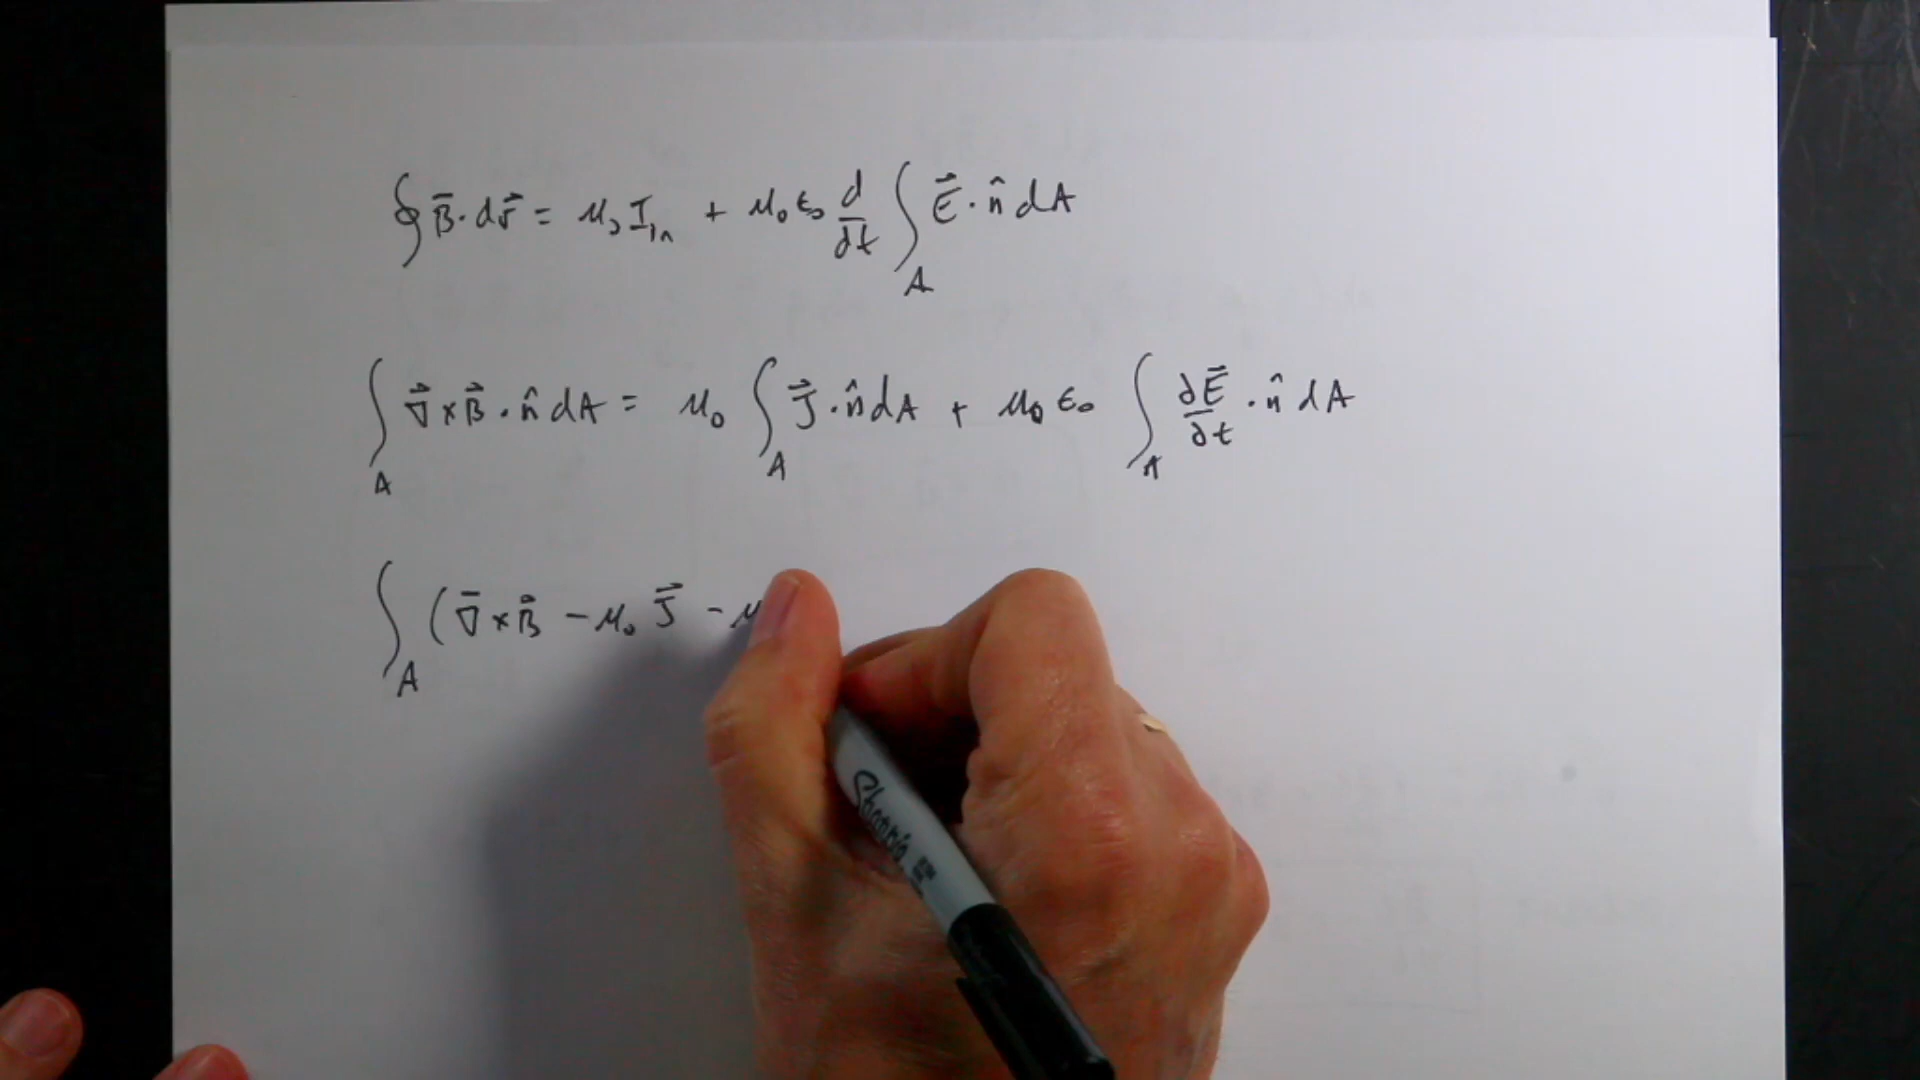 ∮ B̄ · dr⃗ = μ₀ I_in + μ₀ ε₀ d/dt ∫_A E⃗ · n̂ dA
∫_A ∇⃗ × B⃗ · n̂ dA = μ₀ ∫_A J⃗ · n̂ dA + μ₀ ε₀ ∫_A ∂E⃗/∂t · n̂ dA
∫_A (∇̄ × B⃗ − μ₀ J⃗ − μ
Sharpie